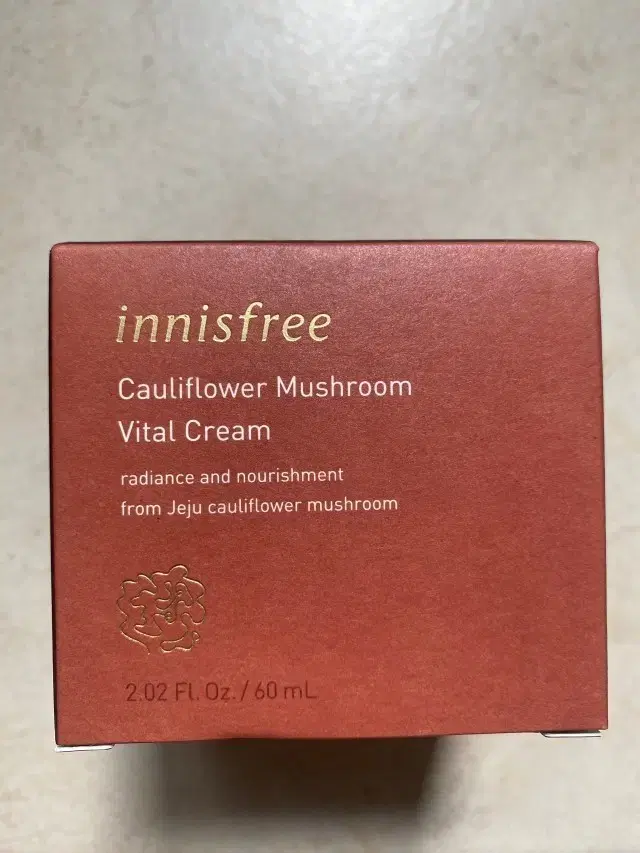 innisfree
Cauliflower Mushroom
Vital Cream
radiance and nourishment
from Jeju cauliflower mushroom
2.02 Fl. Oz. / 60 mL